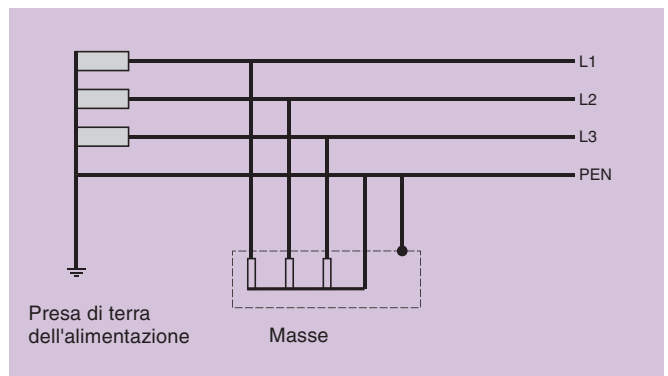 L1
L2
L3
PEN
Presa di terra
dell'alimentazione
Masse